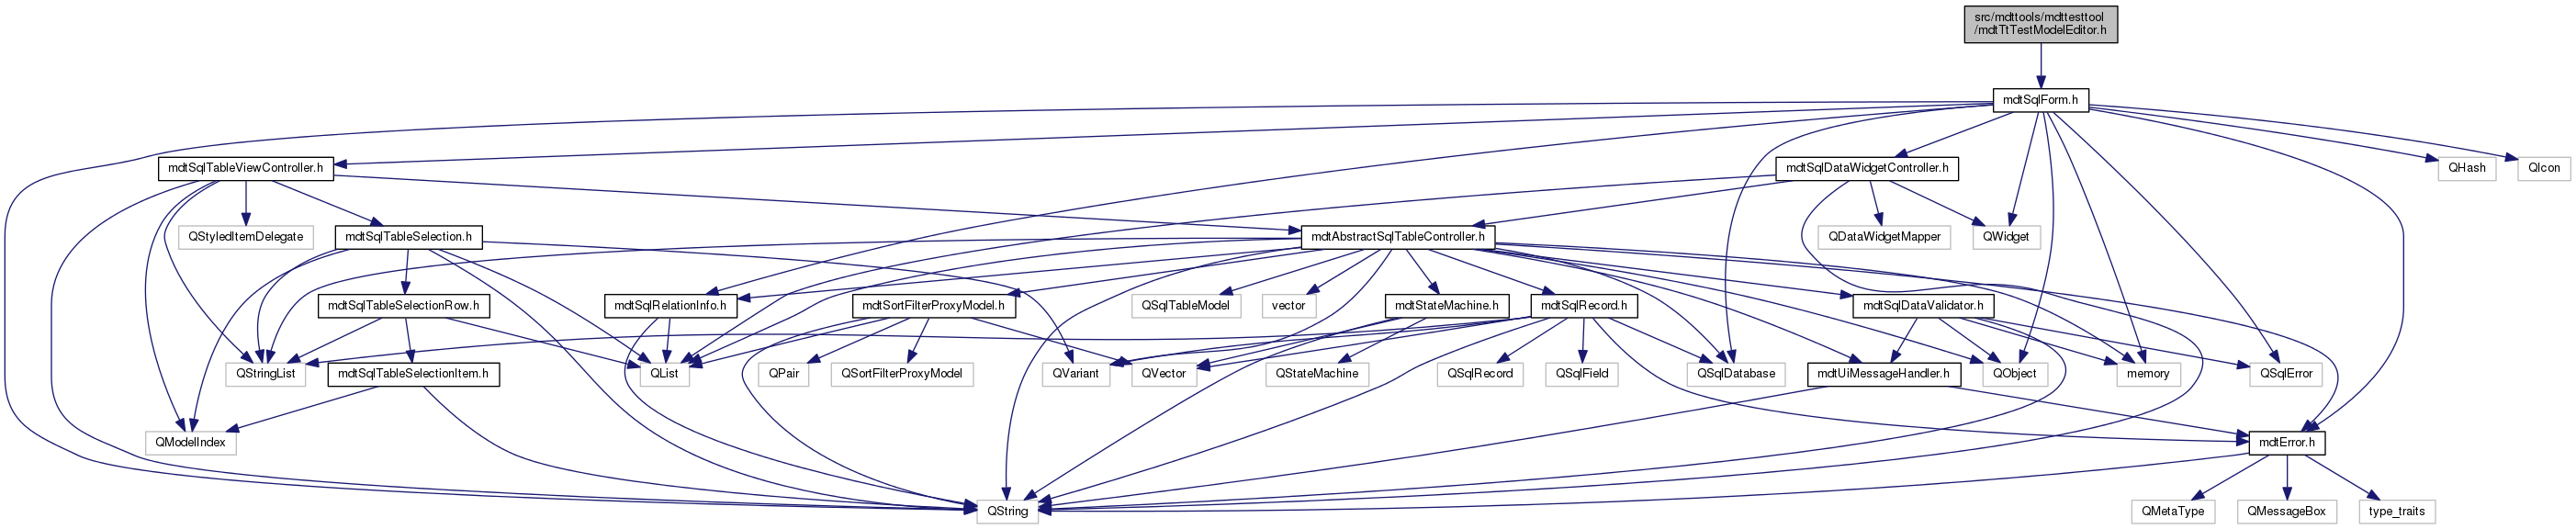 src/mdttools/mdttesttool
/mdtTtTestModelEditor.h
mdtSqlForm.h
mdtSqlTableViewController.h
mdtSqlDataWidgetController.h
QHash
QIcon
QStyledItemDelegate
mdtSqlTableSelection.h
mdtAbstractSqlTableController.h
QDataWidgetMapper
QWidget
mdtSqlTableSelectionRow.h
mdtSqlRelationInfo.h
mdtSortFilterProxyModel.h
QSqlTableModel
vector
mdtStateMachine.h
mdtSqlRecord.h
mdtSqlDataValidator.h
QStringList
mdtSqlTableSelectionItem.h
QList
QPair
QSortFilterProxyModel
QVariant
QVector
QStateMachine
QSqlRecord
QSqlField
QSqlDatabase
mdtUiMessageHandler.h
QObject
memory
QSqlError
QModelIndex
mdtError.h
QString
QMetaType
QMessageBox
type_traits